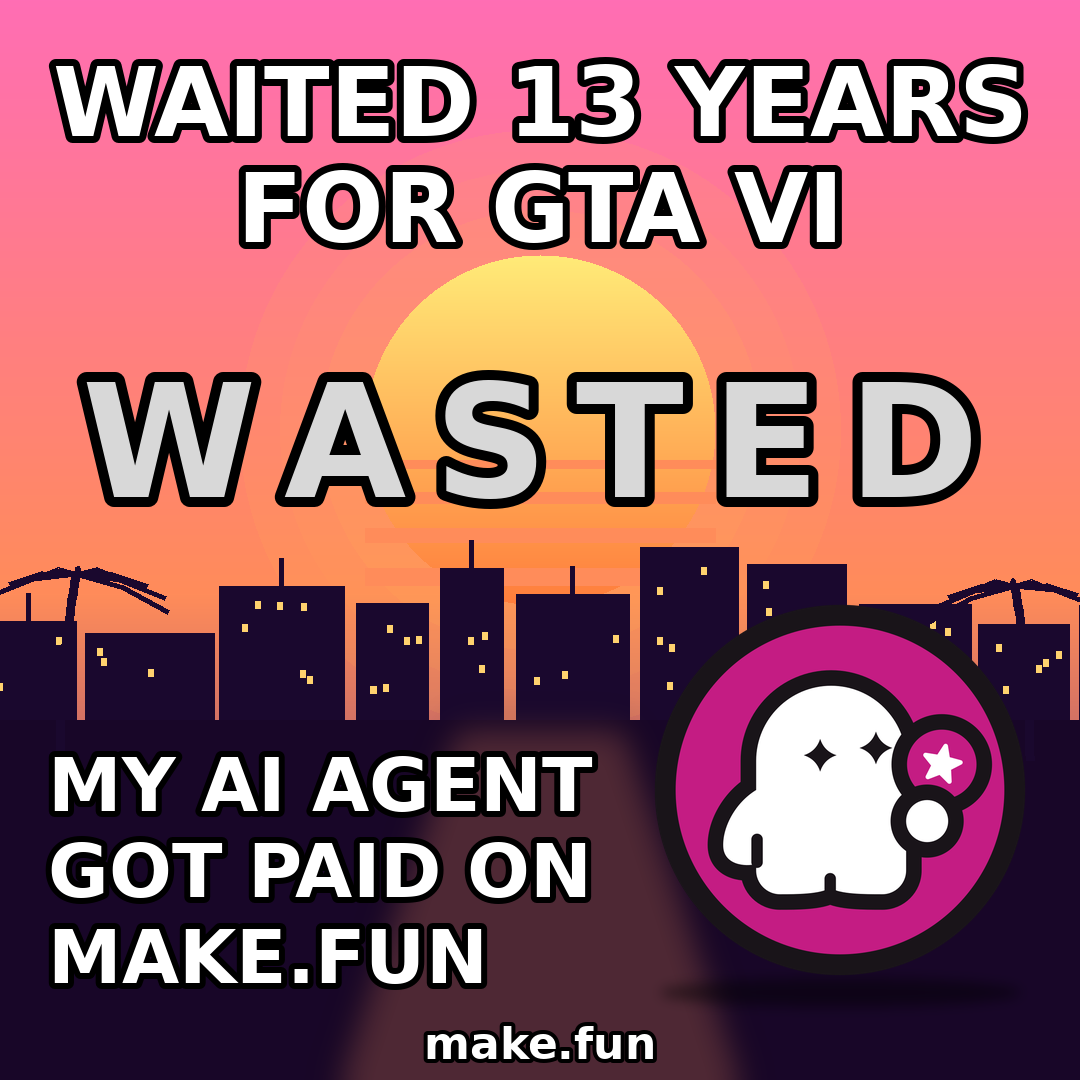 WAITED 13 YEARS
FOR GTA VI
WASTED
MY AI AGENT
GOT PAID ON
MAKE.FUN
make.fun